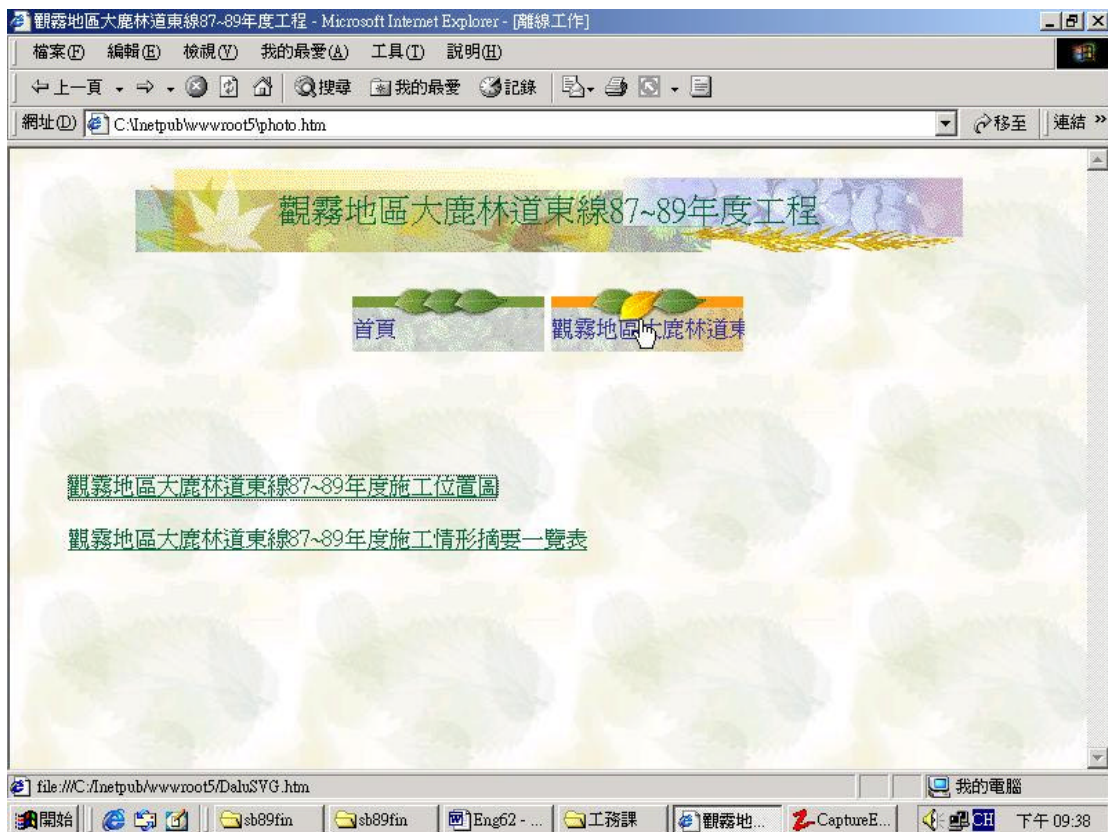 觀霧地區大鹿林道東線87~89年度工程 - Microsoft Internet Explorer - [離線工作]
檔案(F) 編輯(E) 檢視(V) 我的最愛(A) 工具(T) 說明(H)
上一頁 搜尋 我的最愛 記錄
網址(D) C:\Inetpub\wwwroot5\photo.htm 移至 連結 »
觀霧地區大鹿林道東線87~89年度工程
首頁 觀霧地區大鹿林道東
觀霧地區大鹿林道東線87~89年度施工位置圖
觀霧地區大鹿林道東線87~89年度施工情形摘要一覽表
file:///C:/Inetpub/wwwroot5/DaluSVG.htm 我的電腦
開始 sb89fin sb89fin Eng62 - ... 工務課 觀霧地... CaptureE... CH 下午 09:38